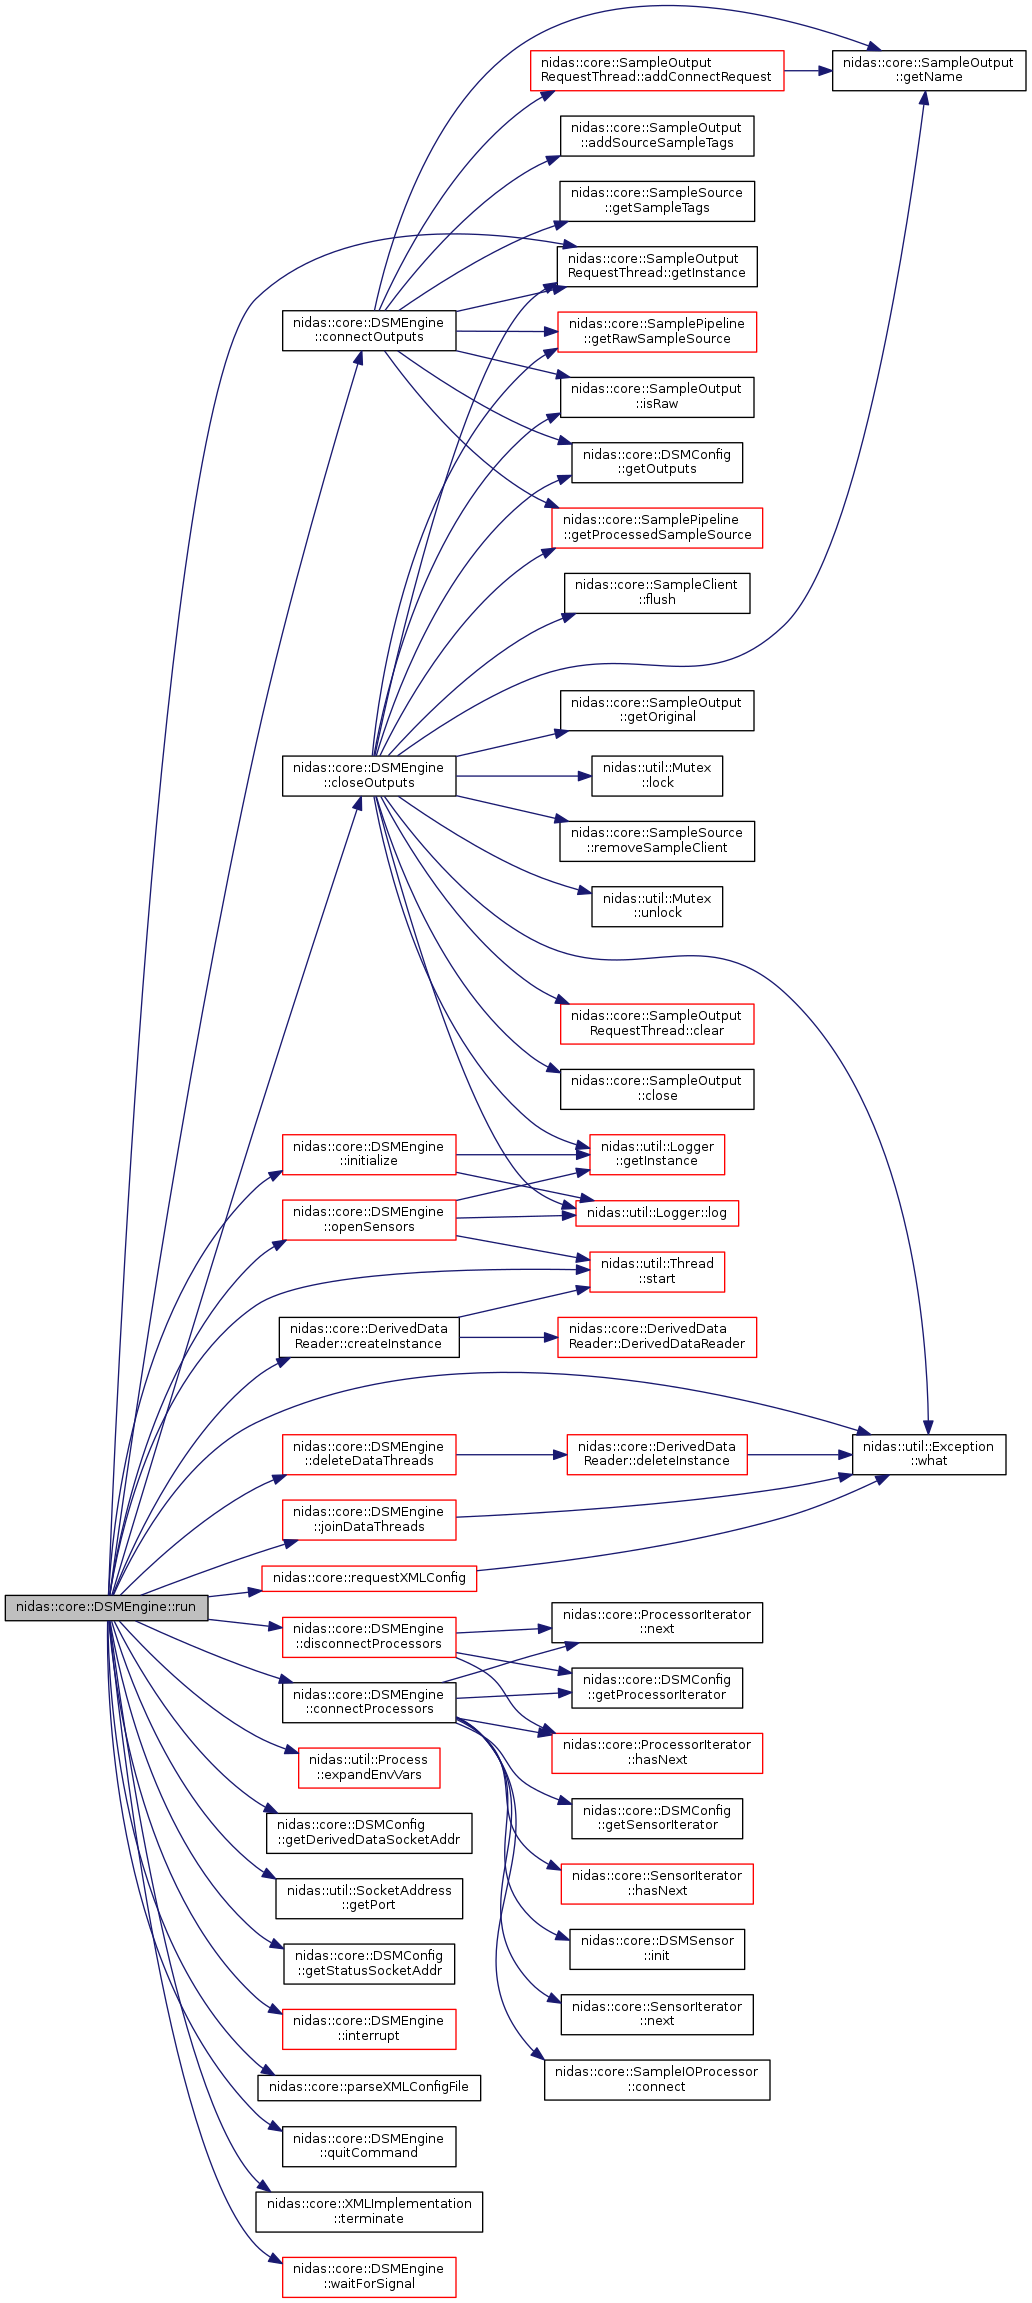 nidas::core::SampleOutput
RequestThread::addConnectRequest
nidas::core::SampleOutput
::getName
nidas::core::SampleOutput
::addSourceSampleTags
nidas::core::SampleSource
::getSampleTags
nidas::core::SampleOutput
RequestThread::getInstance
nidas::core::DSMEngine
::connectOutputs
nidas::core::SamplePipeline
::getRawSampleSource
nidas::core::SampleOutput
::isRaw
nidas::core::DSMConfig
::getOutputs
nidas::core::SamplePipeline
::getProcessedSampleSource
nidas::core::SampleClient
::flush
nidas::core::SampleOutput
::getOriginal
nidas::core::DSMEngine
::closeOutputs
nidas::util::Mutex
::lock
nidas::core::SampleSource
::removeSampleClient
nidas::util::Mutex
::unlock
nidas::core::SampleOutput
RequestThread::clear
nidas::core::SampleOutput
::close
nidas::core::DSMEngine
::initialize
nidas::util::Logger
::getInstance
nidas::core::DSMEngine
::openSensors
nidas::util::Logger::log
nidas::util::Thread
::start
nidas::core::DerivedData
Reader::createInstance
nidas::core::DerivedData
Reader::DerivedDataReader
nidas::core::DSMEngine
::deleteDataThreads
nidas::core::DerivedData
Reader::deleteInstance
nidas::util::Exception
::what
nidas::core::DSMEngine
::joinDataThreads
nidas::core::requestXMLConfig
nidas::core::DSMEngine::run
nidas::core::DSMEngine
::disconnectProcessors
nidas::core::ProcessorIterator
::next
nidas::core::DSMEngine
::connectProcessors
nidas::core::DSMConfig
::getProcessorIterator
nidas::core::ProcessorIterator
::hasNext
nidas::util::Process
::expandEnvVars
nidas::core::DSMConfig
::getSensorIterator
nidas::core::DSMConfig
::getDerivedDataSocketAddr
nidas::core::SensorIterator
::hasNext
nidas::util::SocketAddress
::getPort
nidas::core::DSMSensor
::init
nidas::core::DSMConfig
::getStatusSocketAddr
nidas::core::SensorIterator
::next
nidas::core::DSMEngine
::interrupt
nidas::core::SampleIOProcessor
::connect
nidas::core::parseXMLConfigFile
nidas::core::DSMEngine
::quitCommand
nidas::core::XMLImplementation
::terminate
nidas::core::DSMEngine
::waitForSignal